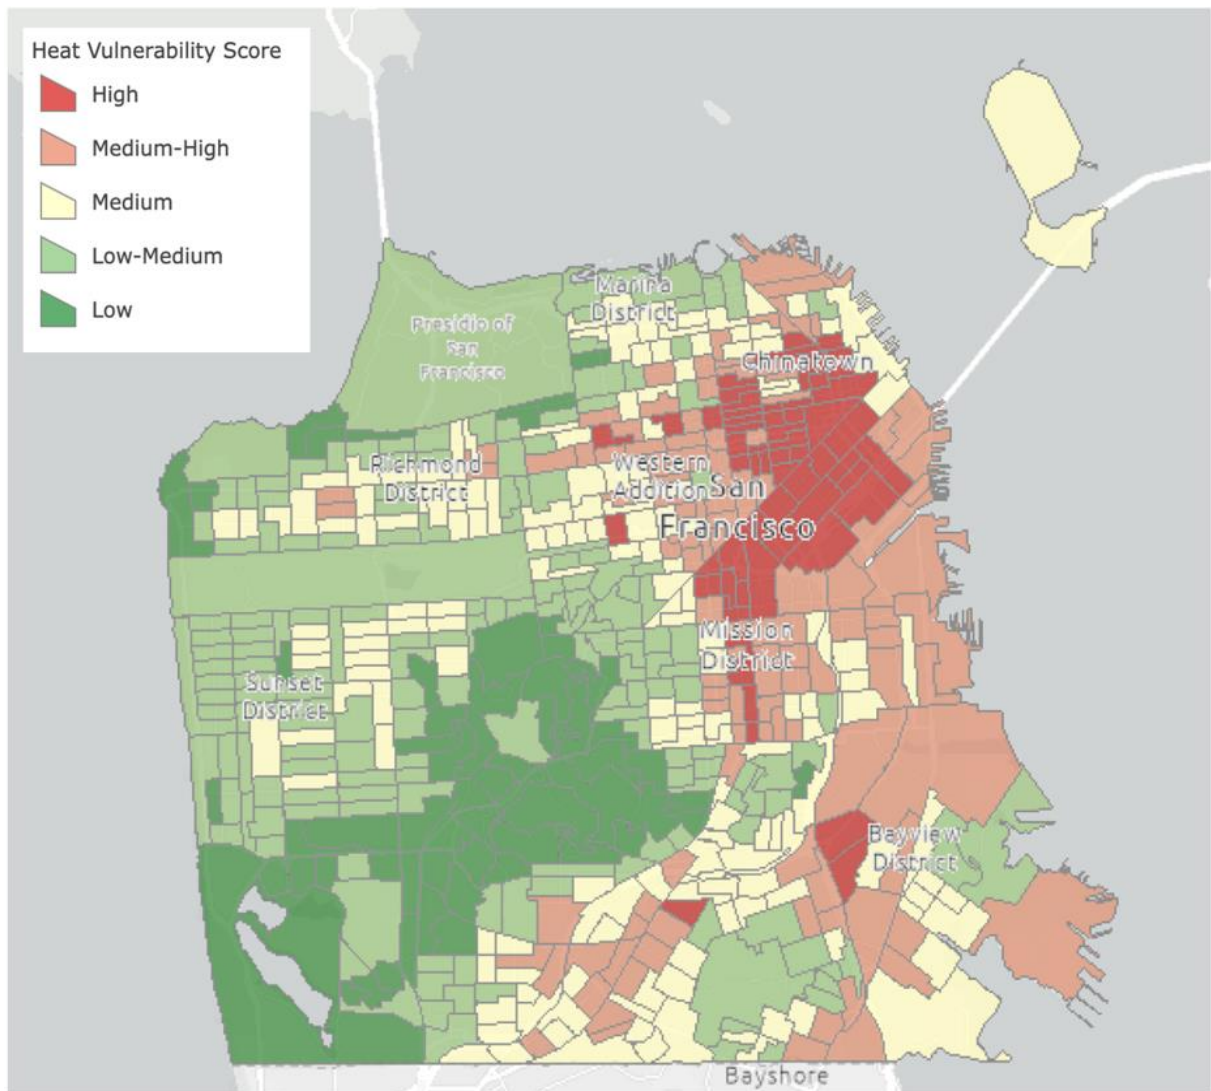 Heat Vulnerability Score
High
Medium-High
Medium
Low-Medium
Low
Marina
District
Presidio of
San
Francisco
Chinatown
Richmond
District
Western
Addition
San
Francisco
Mission
District
Sunset
District
Bayview
District
Bayshore